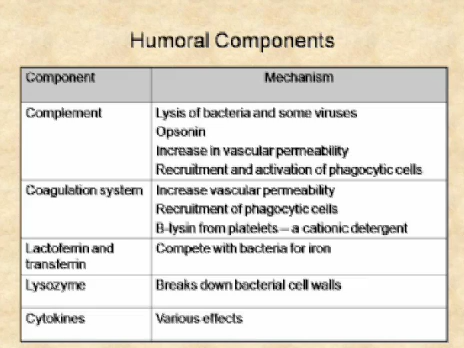 Humoral Components
Component Mechanism
Complement Lysis of bacteria and some viruses
Opsonin
Increase in vascular permeability
Recruitment and activation of phagocytic cells
Coagulation system Increase vascular permeability
Recruitment of phagocytic cells
B-lysin from platelets – a cationic detergent
Lactoferrin and Compete with bacteria for iron
transferrin
Lysozyme Breaks down bacterial cell walls
Cytokines Various effects